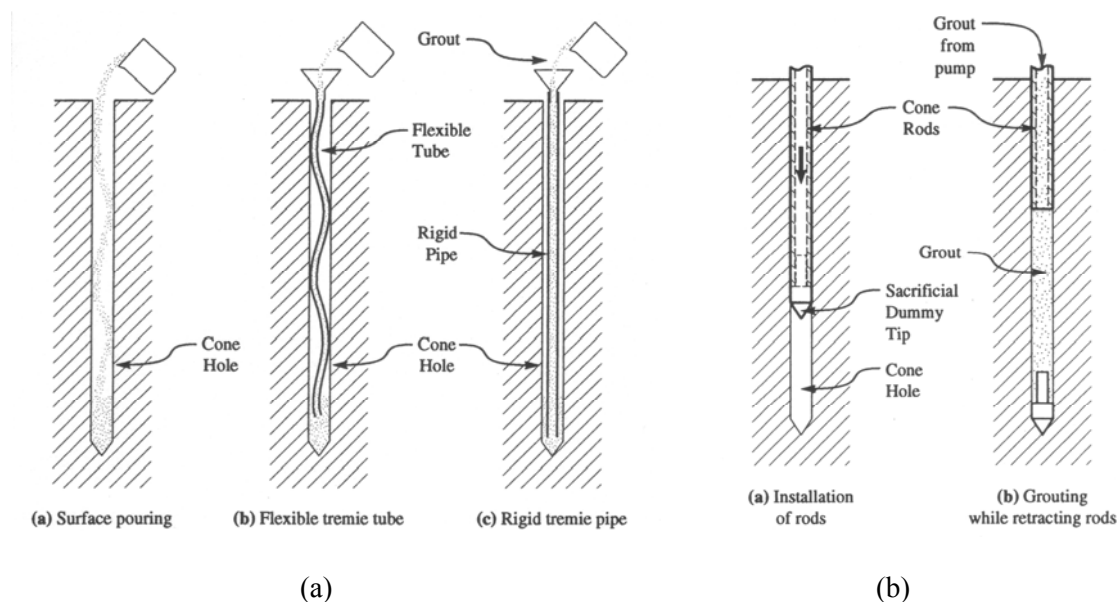 Grout
Flexible
Tube
Rigid
Pipe
Cone
Hole
Cone
Hole
(a) Surface pouring
(b) Flexible tremie tube
(c) Rigid tremie pipe
(a)
Grout
from
pump
Cone
Rods
Grout
Sacrificial
Dummy
Tip
Cone
Hole
(a) Installation
of rods
(b) Grouting
while retracting rods
(b)